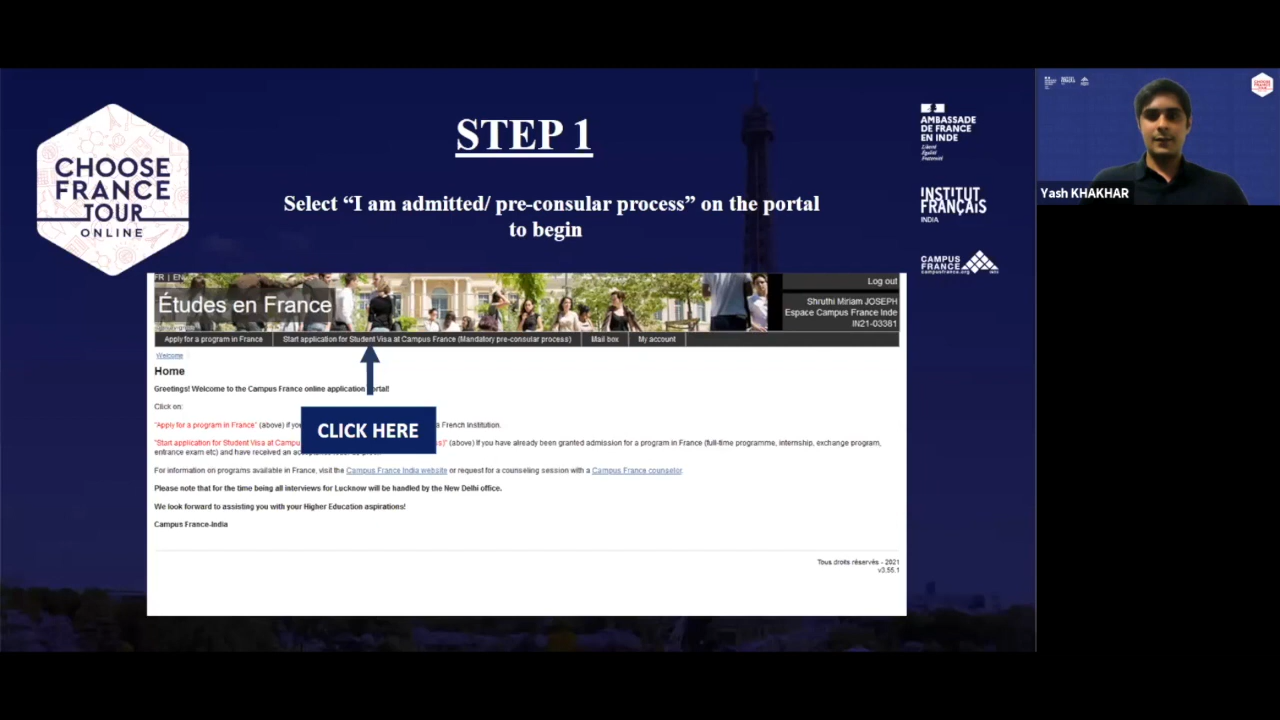 CHOOSE
FRANCE
TOUR
ONLINE
STEP 1
Select “I am admitted/ pre-consular process” on the portal
to begin
AMBASSADE
DE FRANCE
EN INDE
Liberté
Égalité
Fraternité
INSTITUT
FRANÇAIS
INDIA
CAMPUS
FRANCE
campusfrance.org
Yash KHAKHAR
FR | EN
Études en France
Log out
Shruthi Miriam JOSEPH
Espace Campus France Inde
IN21-03381
Apply for a program in France
Start application for Student Visa at Campus France (Mandatory pre-consular process)
Mail box
My account
Welcome
Home
Greetings! Welcome to the Campus France online application
Click on:
"Apply for a program in France" (above) if you
a French Institution.
CLICK HERE
"Start application for Student Visa at Campu
(above) If you have already been granted admission for a program in France (full-time programme, internship, exchange program,
entrance exam etc) and have received an
For information on programs available in France, visit the Campus France India website or request for a counseling session with a Campus France counselor.
Please note that for the time being all interviews for Lucknow will be handled by the New Delhi office.
We look forward to assisting you with your Higher Education aspirations!
Campus France-India
Tous droits réservés - 2021
v3.55.1